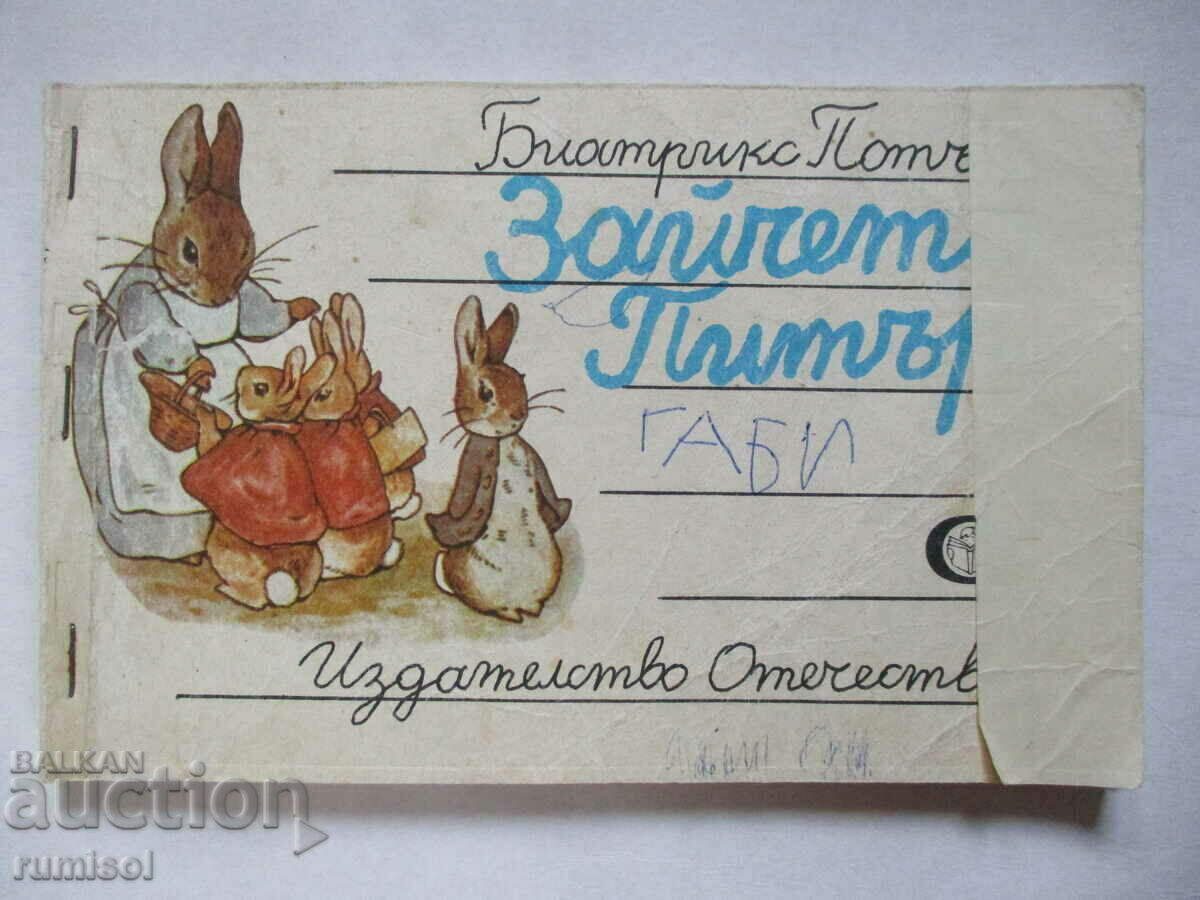 Биатрикс Потъ
Зайчет
Питър
ГАБИ
Издателство Отечеств
BALKAN
auction
rumisol